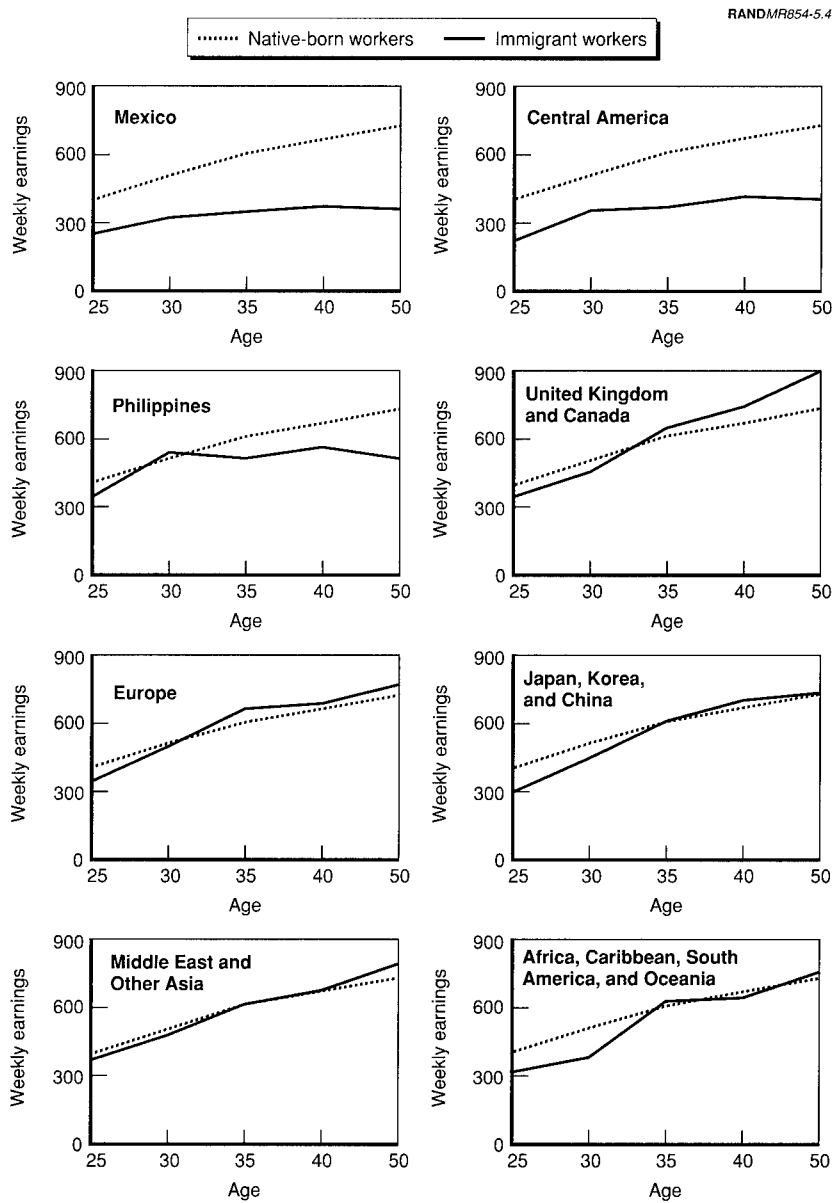 RANDMR854-5.4
Native-born workers Immigrant workers
Weekly earnings
900
600
300
0
Mexico
25 30 35 40 50
Age
Weekly earnings
900
600
300
0
Central America
25 30 35 40 50
Age
Weekly earnings
900
600
300
0
Philippines
25 30 35 40 50
Age
Weekly earnings
900
600
300
0
United Kingdom
and Canada
25 30 35 40 50
Age
Weekly earnings
900
600
300
0
Europe
25 30 35 40 50
Age
Weekly earnings
900
600
300
0
Japan, Korea,
and China
25 30 35 40 50
Age
Weekly earnings
900
600
300
0
Middle East and
Other Asia
25 30 35 40 50
Age
Weekly earnings
900
600
300
0
Africa, Caribbean, South
America, and Oceania
25 30 35 40 50
Age